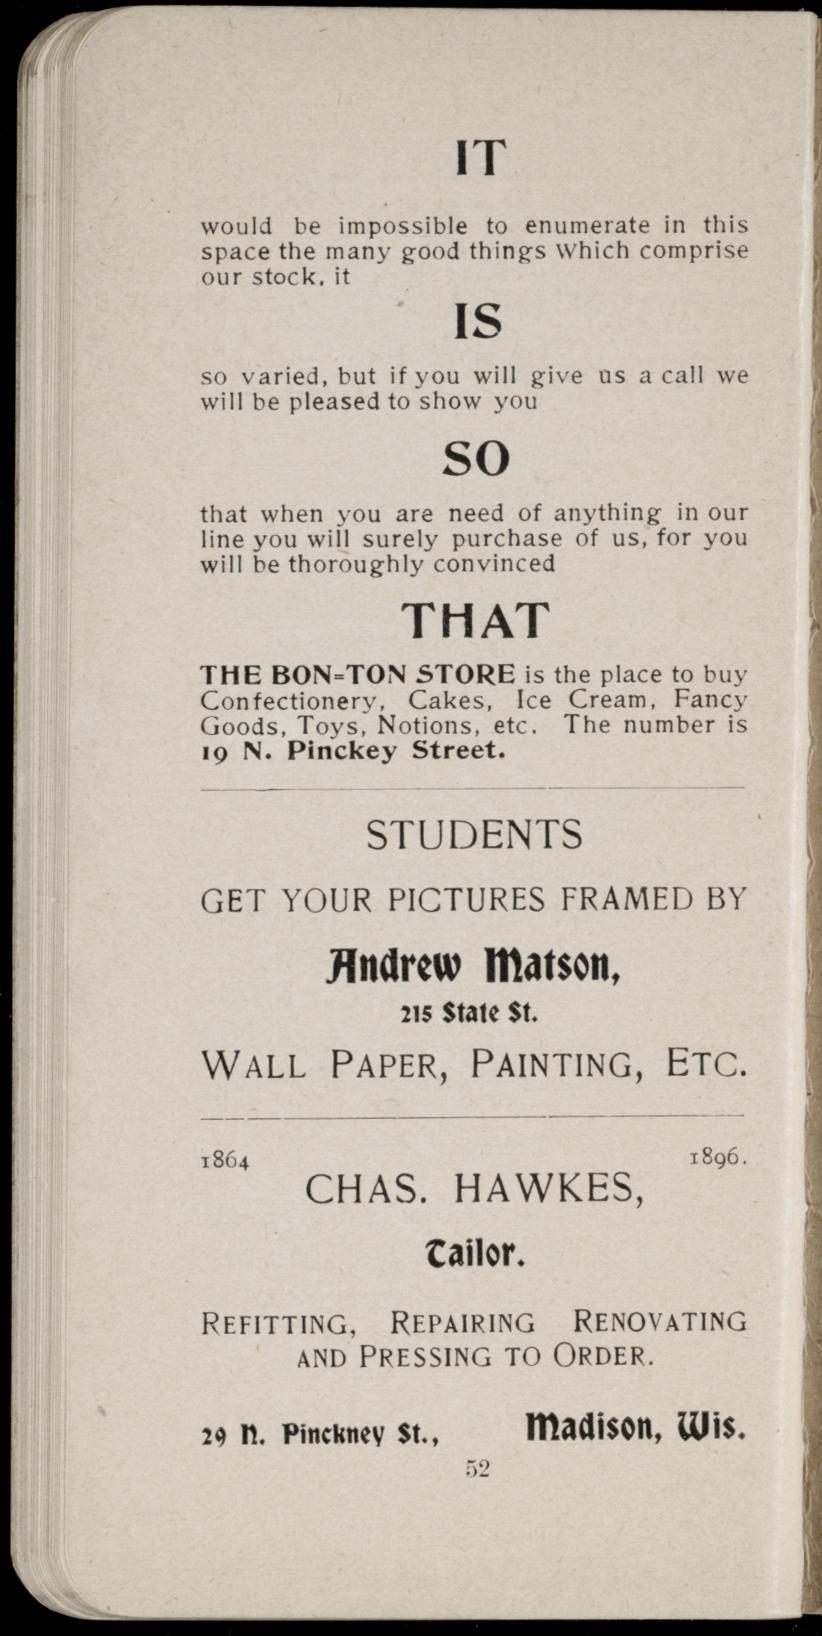 IT
would be impossible to enumerate in this
space the many good things which comprise
our stock, it
IS
so varied, but if you will give us a call we
will be pleased to show you
SO
that when you are need of anything in our
line you will surely purchase of us, for you
will be thoroughly convinced
THAT
THE BON=TON STORE is the place to buy
Confectionery, Cakes, Ice Cream, Fancy
Goods, Toys, Notions, etc. The number is
19 N. Pinckey Street.
STUDENTS
GET YOUR PICTURES FRAMED BY
Andrew Matson,
215 State St.
WALL PAPER, PAINTING, ETC.
1864 1896.
CHAS. HAWKES,
Tailor.
REFITTING, REPAIRING RENOVATING
AND PRESSING TO ORDER.
29 N. Pinckney St., Madison, Wis.
52